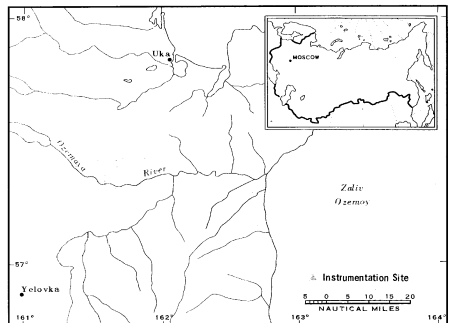 58°
Uka
MOSCOW
Ozernaya
River
Zaliv
Ozernoy
57°
Instrumentation Site
Yelovka
5 0 5 10 15 20
NAUTICAL MILES
161° 162° 163° 164°